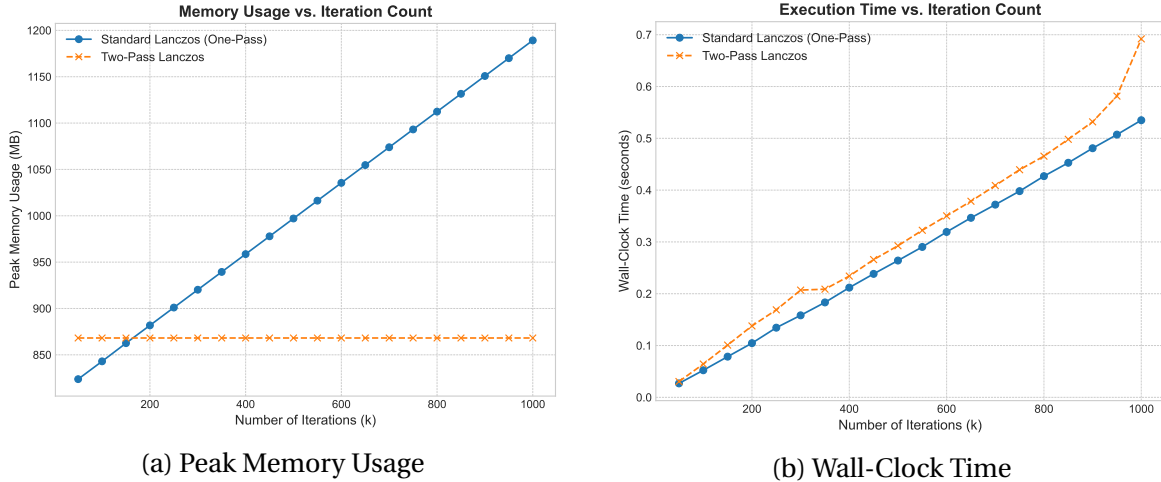 Memory Usage vs. Iteration Count
Standard Lanczos (One-Pass)
Two-Pass Lanczos
Peak Memory Usage (MB)
1200
1150
1100
1050
1000
950
900
850
200
400
600
800
1000
Number of Iterations (k)
(a) Peak Memory Usage
Execution Time vs. Iteration Count
Standard Lanczos (One-Pass)
Two-Pass Lanczos
Wall-Clock Time (seconds)
0.7
0.6
0.5
0.4
0.3
0.2
0.1
0.0
200
400
600
800
1000
Number of Iterations (k)
(b) Wall-Clock Time